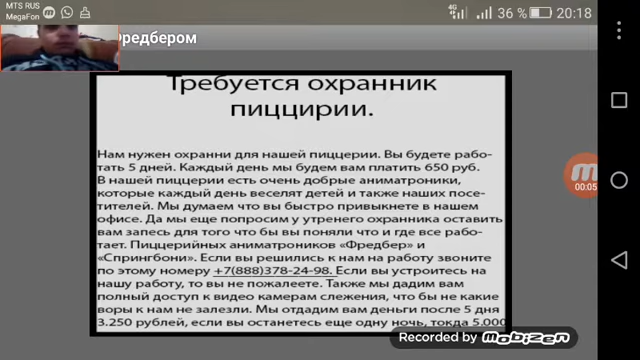 MTS RUS
MegaFon
4G
36 %
20:18
Фредбером
Требуется охранник
пиццирии.
Нам нужен охранни для нашей пиццерии. Вы будете рабо-
тать 5 дней. Каждый день мы будем вам платить 650 руб.
В нашей пиццерии есть очень добрые аниматроники,
которые каждый день веселят детей и также наших посе-
тителей. Мы думаем что вы быстро привыкнете в нашем
офисе. Да мы еще попросим у утренего охранника оставить
вам запесь для того что бы вы поняли что и где все рабо-
тает. Пиццерийных аниматроников «Фредбер» и
«Спрингбони». Если вы решились к нам на работу звоните
по этому номеру +7(888)378-24-98. Если вы устроитесь на
нашу работу, то вы не пожалеете. Также мы дадим вам
полный доступ к видео камерам слежения, что бы не какие
воры к нам не залезли. Мы отдадим вам деньги после 5 дня
3.250 рублей, если вы останетесь еще одну ночь, токда 5.000
M
00:05
Recorded by mobizen